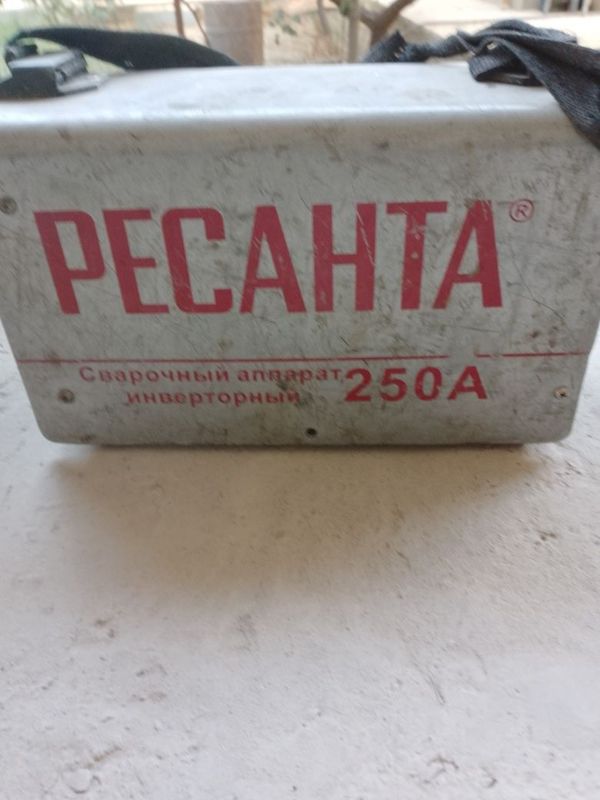 РЕСАНТА®
Сварочный аппарат 250А
инверторный